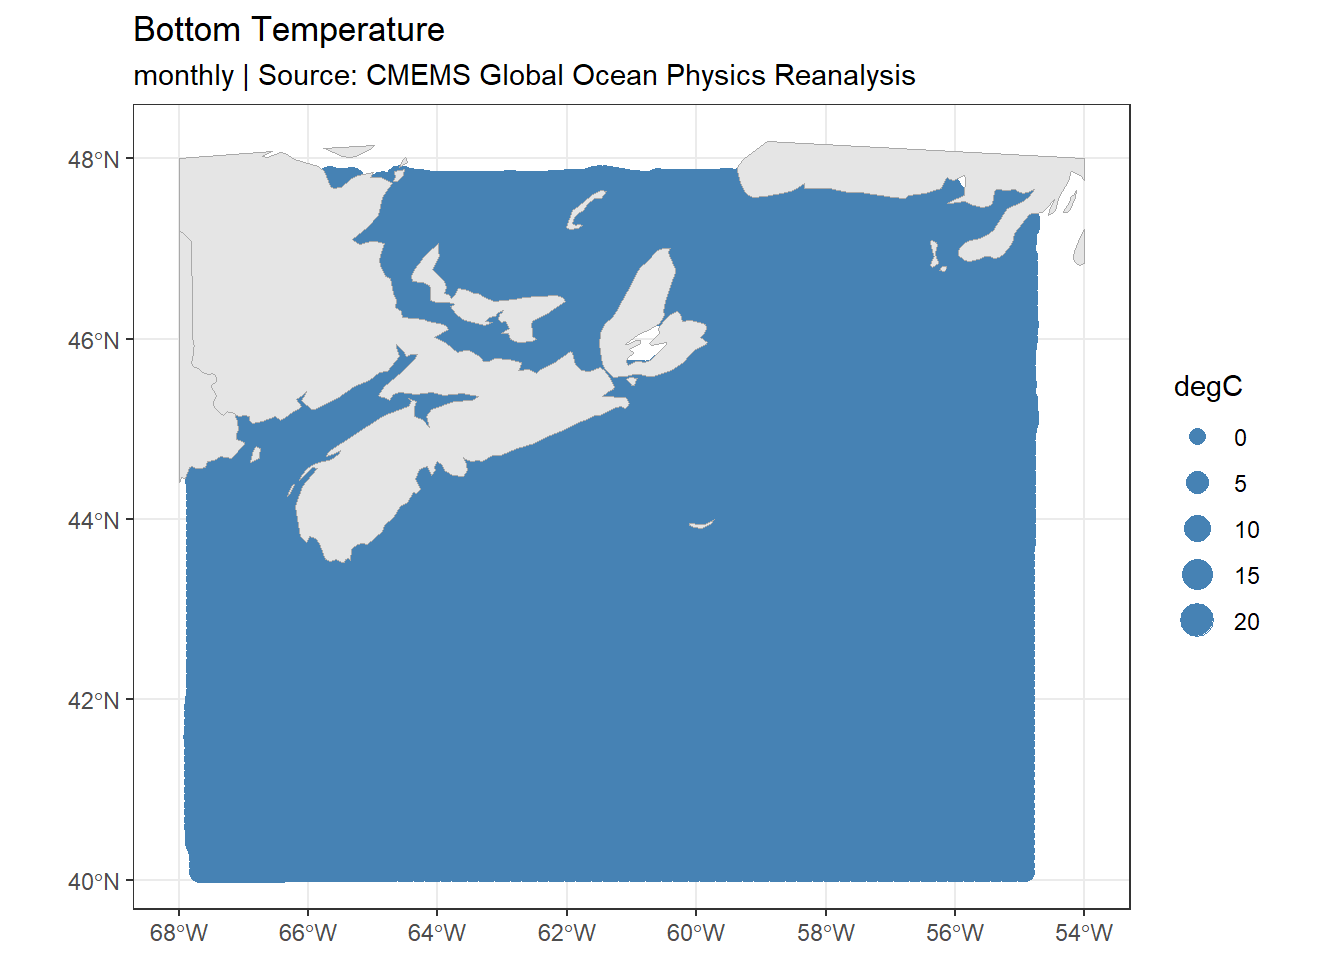 Bottom Temperature
monthly | Source: CMEMS Global Ocean Physics Reanalysis
48°N
46°N
44°N
42°N
40°N
68°W
66°W
64°W
62°W
60°W
58°W
56°W
54°W
degC
0
5
10
15
20